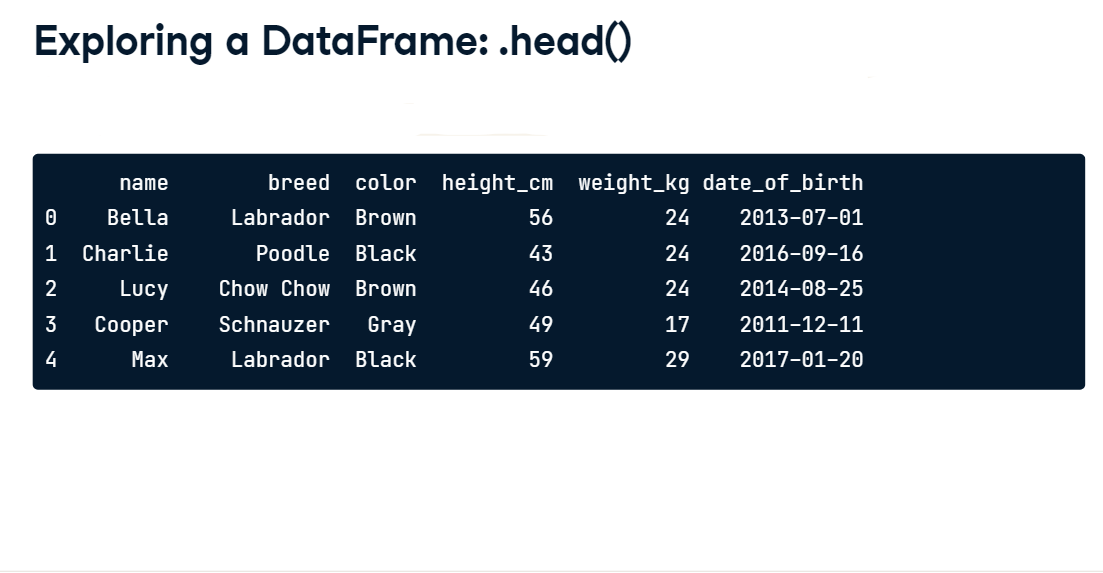 Exploring a DataFrame: .head()
name breed color height_cm weight_kg date_of_birth
0 Bella Labrador Brown 56 24 2013-07-01
1 Charlie Poodle Black 43 24 2016-09-16
2 Lucy Chow Chow Brown 46 24 2014-08-25
3 Cooper Schnauzer Gray 49 17 2011-12-11
4 Max Labrador Black 59 29 2017-01-20